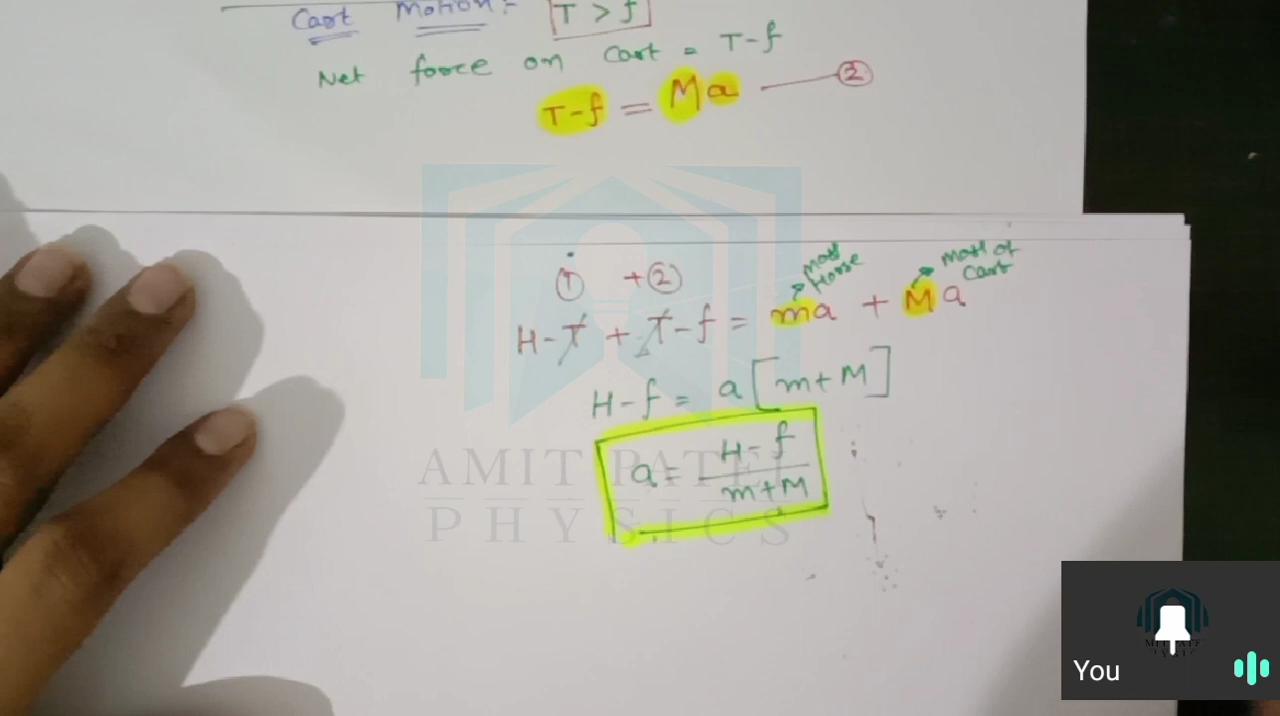 Cart Motion:- T > f
Net force on Cart = T-f
T-f = Ma — ②
① + ②
mass Horse
mass of Cart
H-T + T-f = ma + Ma
H-f = a [m+M]
a = H-f / m+M
AMIT PATEL
PHYSICS
You